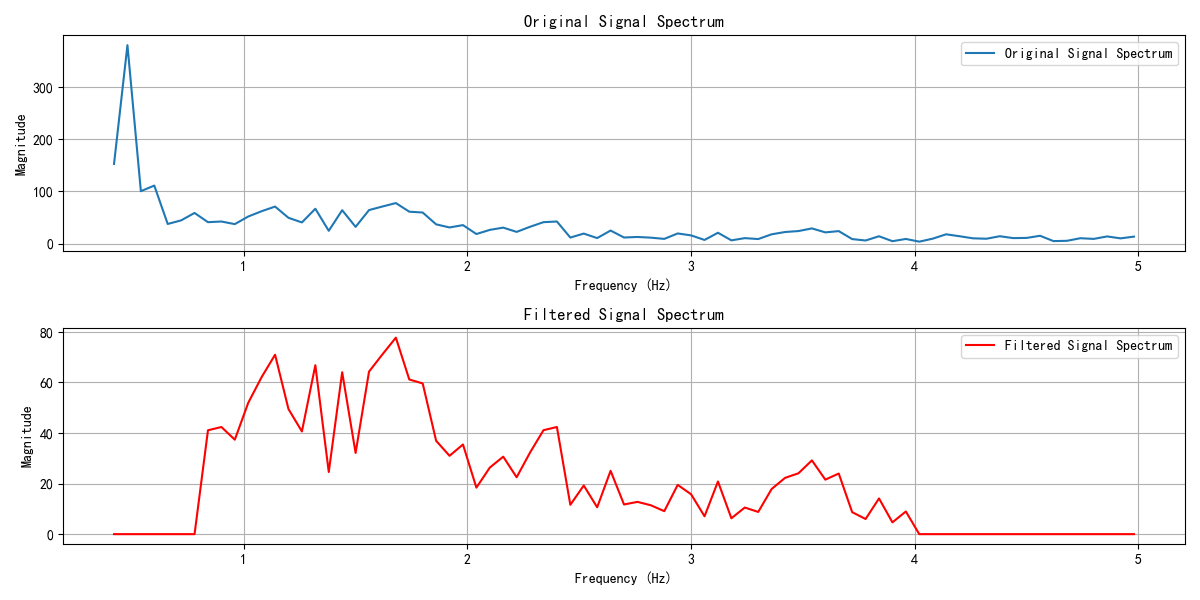 Original Signal Spectrum
Original Signal Spectrum
Magnitude
300
200
100
0
1
2
3
4
5
Frequency (Hz)
Filtered Signal Spectrum
Filtered Signal Spectrum
Magnitude
80
60
40
20
0
1
2
3
4
5
Frequency (Hz)